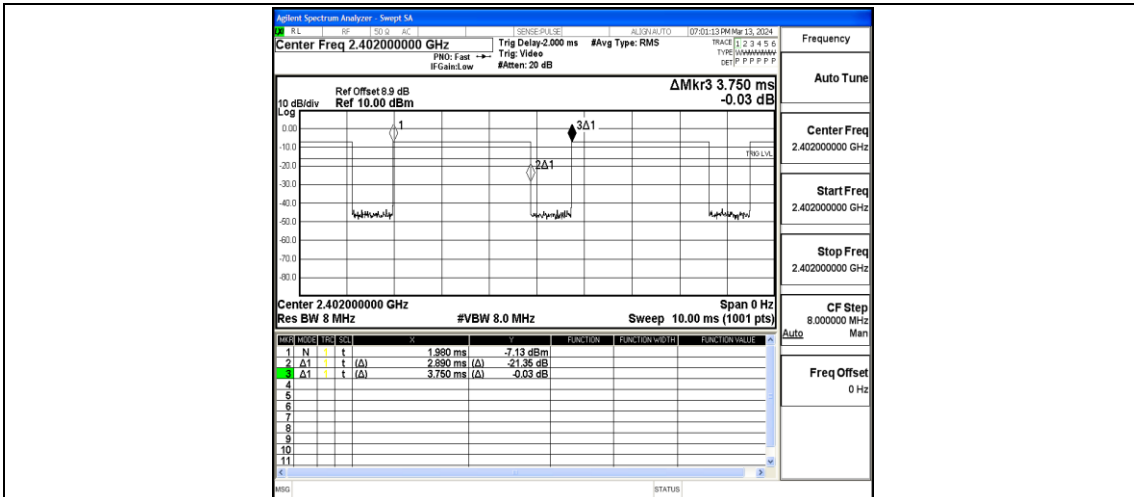 Agilent Spectrum Analyzer - Swept SA
RL RF 50 Ω AC SENSE:PULSE ALIGNAUTO 07:01:13 PM Mar 13, 2024
Center Freq 2.402000000 GHz
PNO: Fast
IFGain:Low
Trig Delay-2.000 ms
Trig: Video
#Atten: 20 dB
#Avg Type: RMS
TRACE 1 2 3 4 5 6
TYPE
DET P P P P P P
Frequency
Auto Tune
Center Freq
2.402000000 GHz
Start Freq
2.402000000 GHz
Stop Freq
2.402000000 GHz
CF Step
8.000000 MHz
Auto Man
Freq Offset
0 Hz
ΔMkr3 3.750 ms
-0.03 dB
Ref Offset 8.9 dB
10 dB/div Ref 10.00 dBm
Log
0.00
-10.0
-20.0
-30.0
-40.0
-50.0
-60.0
-70.0
-80.0
1
3Δ1
2Δ1
TRIG LVL
Center 2.402000000 GHz Span 0 Hz
Res BW 8 MHz #VBW 8.0 MHz Sweep 10.00 ms (1001 pts)
MKR MODE TRC SCL X Y FUNCTION FUNCTION WIDTH FUNCTION VALUE
1 N 1 t 1.980 ms -7.13 dBm
2 Δ1 1 t (Δ) 2.890 ms (Δ) -21.35 dB
3 Δ1 1 t (Δ) 3.750 ms (Δ) -0.03 dB
4
5
6
7
8
9
10
11
MSG STATUS